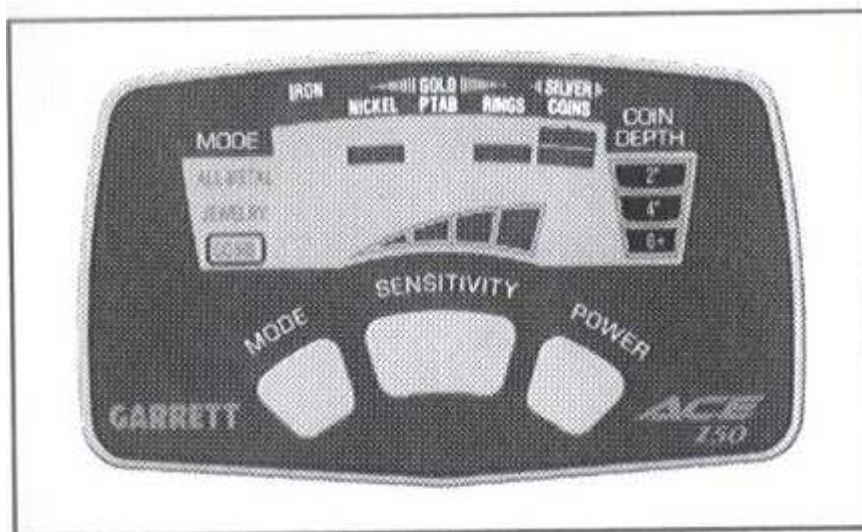 IRON
GOLD
SILVER
NICKEL
PTAB
RINGS
COINS
COIN
DEPTH
MODE
ALL METAL
JEWELRY
COINS
2"
4"
6+
SENSITIVITY
MODE
POWER
GARRETT
ACE
150